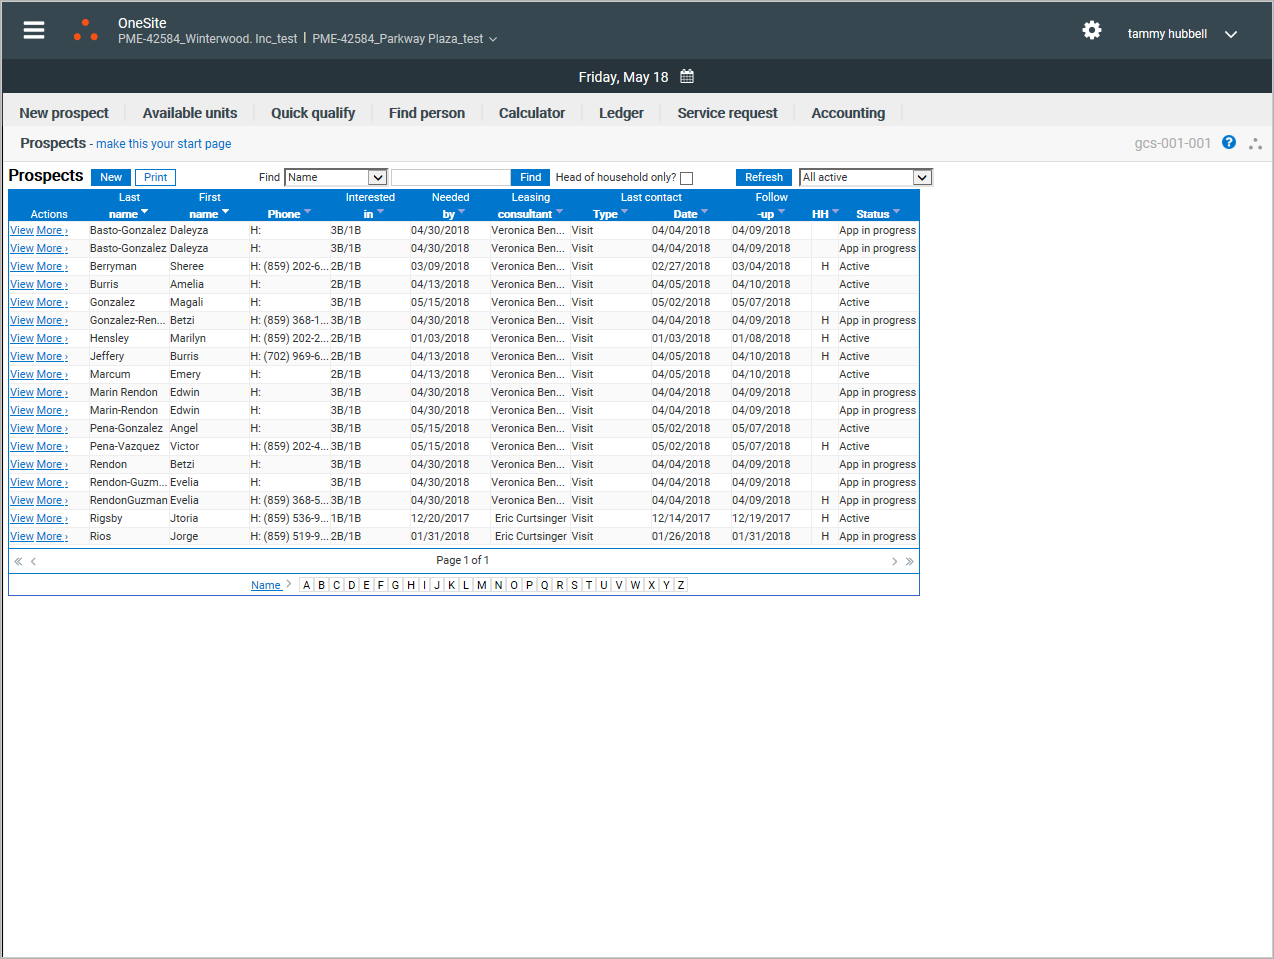 OneSite
PME-42584_Winterwood. Inc_test | PME-42584_Parkway Plaza_test
tammy hubbell
Friday, May 18
New prospect Available units Quick qualify Find person Calculator Ledger Service request Accounting
Prospects - make this your start page gcs-001-001 ?
Prospects New Print Find Name Find Head of household only? Refresh All active
Last First Interested Needed Leasing Last contact Follow
Actions name name Phone in by consultant Type Date -up HH Status
View More › Basto-Gonzalez Daleyza H: 3B/1B 04/30/2018 Veronica Ben... Visit 04/04/2018 04/09/2018 App in progress
View More › Basto-Gonzalez Daleyza H: 3B/1B 04/30/2018 Veronica Ben... Visit 04/04/2018 04/09/2018 App in progress
View More › Berryman Sheree H: (859) 202-6... 2B/1B 03/09/2018 Veronica Ben... Visit 02/27/2018 03/04/2018 H Active
View More › Burris Amelia H: 2B/1B 04/13/2018 Veronica Ben... Visit 04/05/2018 04/10/2018 Active
View More › Gonzalez Magali H: 3B/1B 05/15/2018 Veronica Ben... Visit 05/02/2018 05/07/2018 Active
View More › Gonzalez-Ren... Betzi H: (859) 368-1... 3B/1B 04/30/2018 Veronica Ben... Visit 04/04/2018 04/09/2018 H App in progress
View More › Hensley Marilyn H: (859) 202-2... 2B/1B 01/03/2018 Veronica Ben... Visit 01/03/2018 01/08/2018 H Active
View More › Jeffery Burris H: (702) 969-6... 2B/1B 04/13/2018 Veronica Ben... Visit 04/05/2018 04/10/2018 H Active
View More › Marcum Emery H: 2B/1B 04/13/2018 Veronica Ben... Visit 04/05/2018 04/10/2018 Active
View More › Marin Rendon Edwin H: 3B/1B 04/30/2018 Veronica Ben... Visit 04/04/2018 04/09/2018 App in progress
View More › Marin-Rendon Edwin H: 3B/1B 04/30/2018 Veronica Ben... Visit 04/04/2018 04/09/2018 App in progress
View More › Pena-Gonzalez Angel H: 3B/1B 05/15/2018 Veronica Ben... Visit 05/02/2018 05/07/2018 Active
View More › Pena-Vazquez Victor H: (859) 202-4... 3B/1B 05/15/2018 Veronica Ben... Visit 05/02/2018 05/07/2018 H Active
View More › Rendon Betzi H: 3B/1B 04/30/2018 Veronica Ben... Visit 04/04/2018 04/09/2018 App in progress
View More › Rendon-Guzm... Evelia H: 3B/1B 04/30/2018 Veronica Ben... Visit 04/04/2018 04/09/2018 App in progress
View More › RendonGuzman Evelia H: (859) 368-5... 3B/1B 04/30/2018 Veronica Ben... Visit 04/04/2018 04/09/2018 H App in progress
View More › Rigsby Jtoria H: (859) 536-9... 1B/1B 12/20/2017 Eric Curtsinger Visit 12/14/2017 12/19/2017 H Active
View More › Rios Jorge H: (859) 519-9... 2B/1B 01/31/2018 Eric Curtsinger Visit 01/26/2018 01/31/2018 H App in progress
« ‹ Page 1 of 1 › »
Name > A B C D E F G H I J K L M N O P Q R S T U V W X Y Z